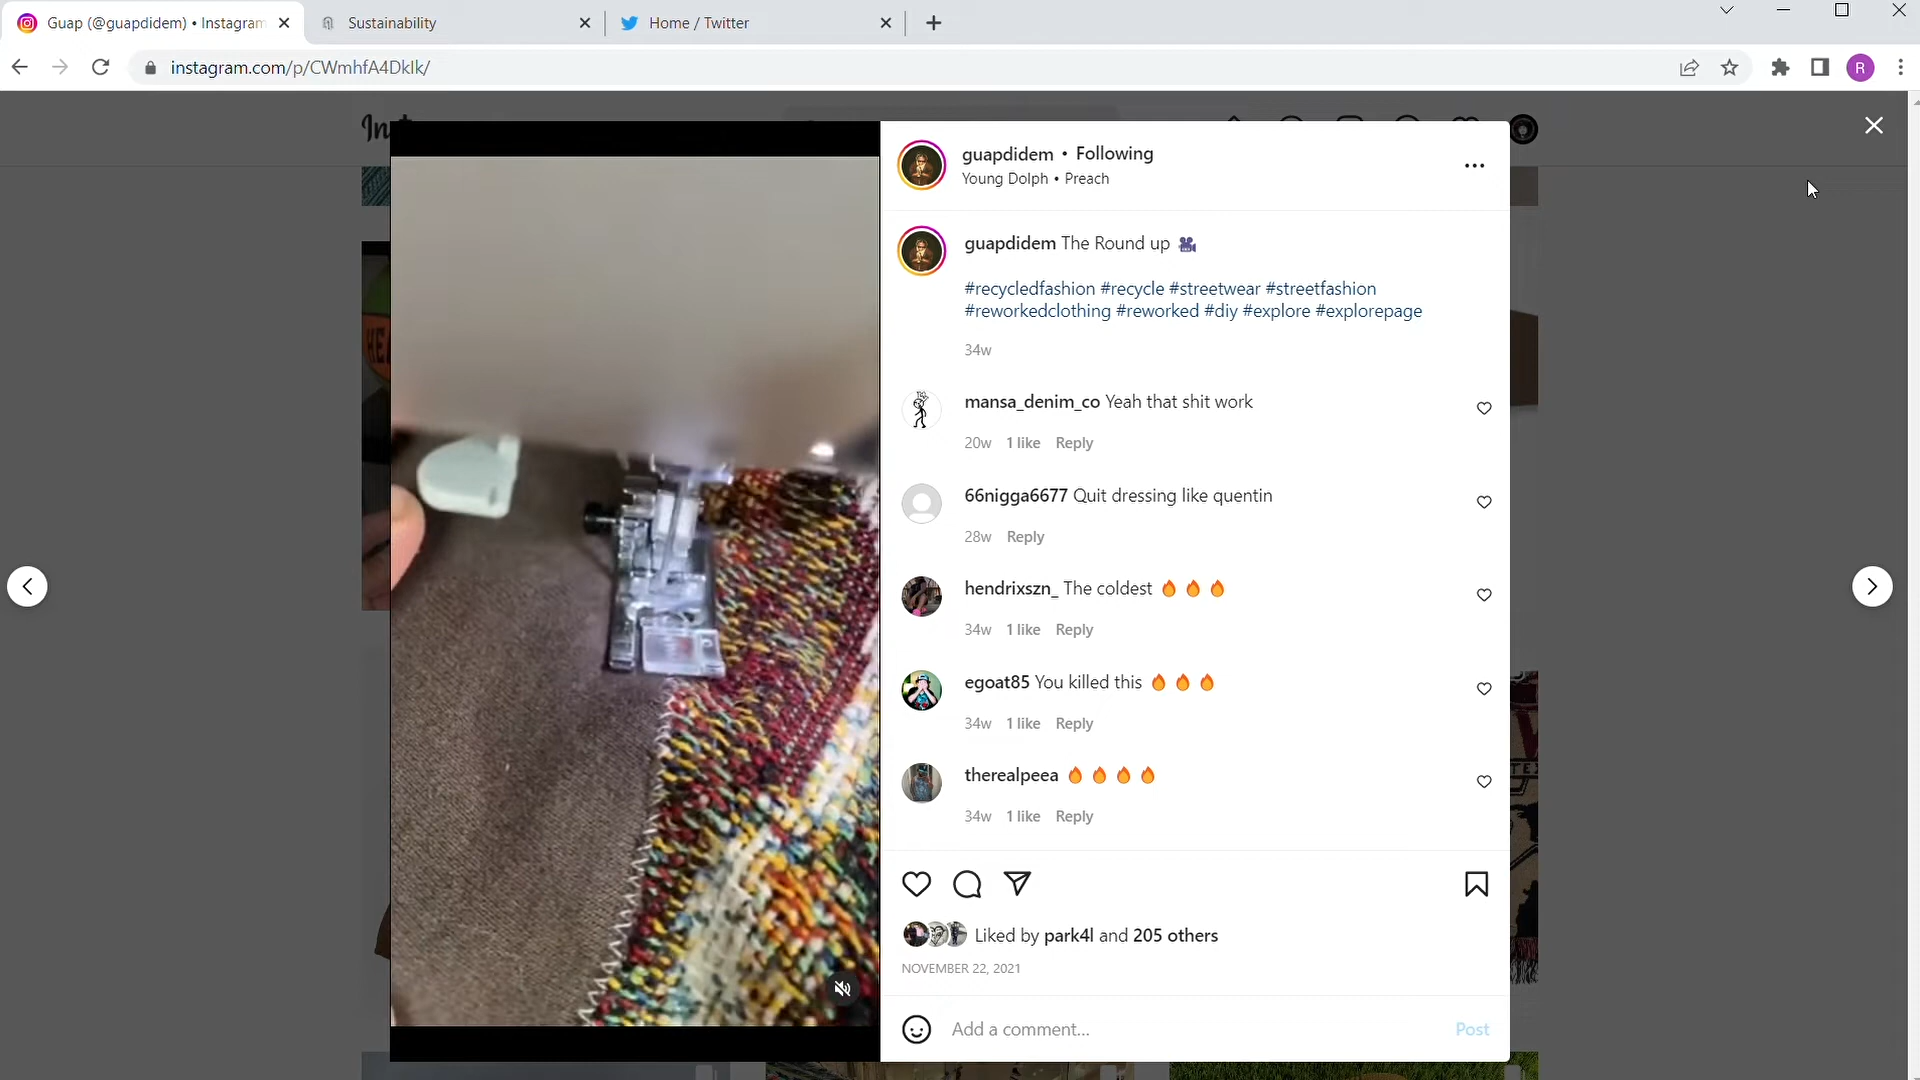 Guap (@guapdidem) • Instagram
Sustainability
Home / Twitter
instagram.com/p/CWmhfA4Dklk/
R
guapdidem • Following
Young Dolph • Preach
guapdidem The Round up 🎥
#recycledfashion #recycle #streetwear #streetfashion
#reworkedclothing #reworked #diy #explore #explorepage
34w
mansa_denim_co Yeah that shit work
20w 1 like Reply
66nigga6677 Quit dressing like quentin
28w Reply
hendrixszn_ The coldest 🔥🔥🔥
34w 1 like Reply
egoat85 You killed this 🔥🔥🔥
34w 1 like Reply
therealpeea 🔥🔥🔥🔥
34w 1 like Reply
Liked by park4l and 205 others
NOVEMBER 22, 2021
Add a comment...
Post